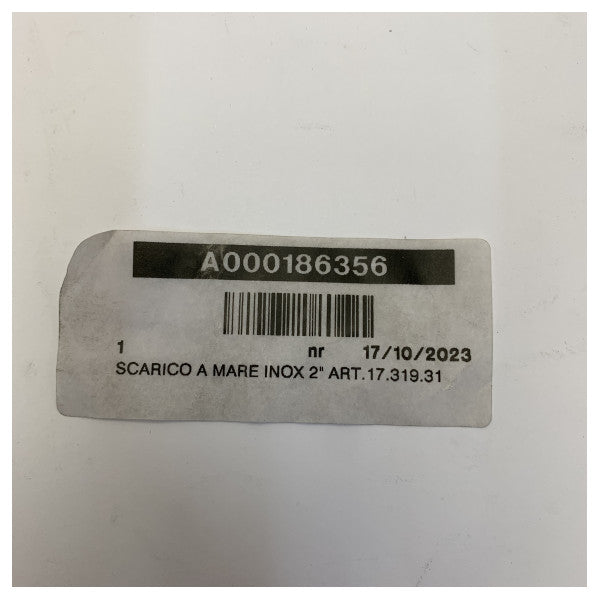 A000186356
1 nr 17/10/2023
SCARICO A MARE INOX 2" ART.17.319.31